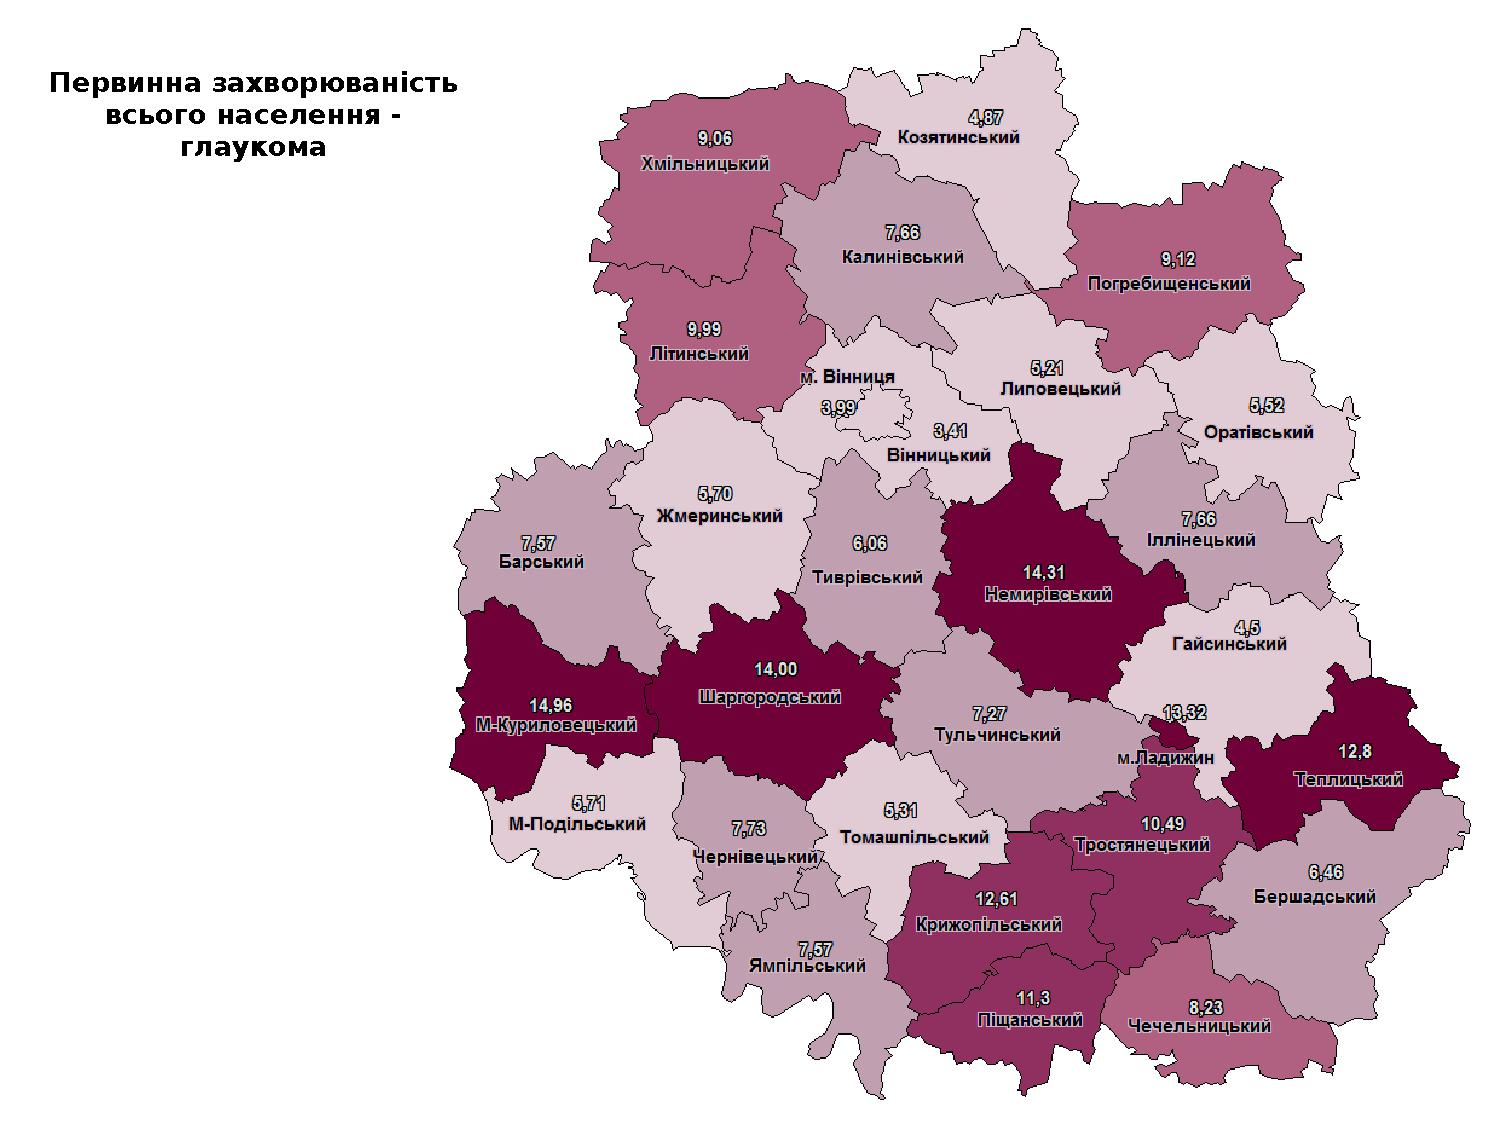 Первинна захворюваність
всього населення -
глаукома
4,87
Козятинський
9,06
Хмільницький
7,66
Калинівський
9,12
Погребищенський
9,99
Літинський
м. Вінниця
3,99
5,21
Липовецький
5,52
Оратівський
3,41
Вінницький
5,70
Жмеринський
7,57
Барський
6,06
Тиврівський
7,66
Іллінецький
14,31
Немирівський
4,5
Гайсинський
14,00
Шаргородський
14,96
М-Куриловецький
7,27
Тульчинський
13,32
м.Ладижин
12,8
Теплицький
5,71
М-Подільський
7,73
Чернівецький
5,31
Томашпільський
10,49
Тростянецький
6,46
Бершадський
12,61
Крижопільський
7,57
Ямпільський
11,3
Піщанський
8,23
Чечельницький